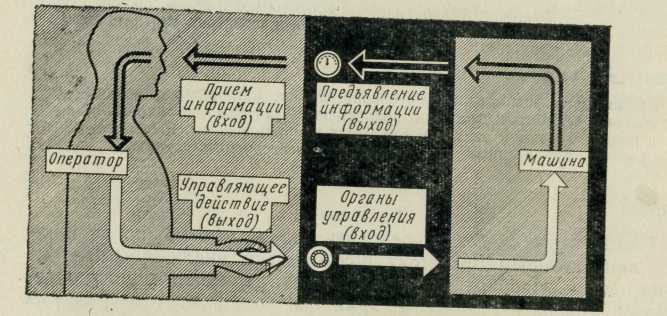 Прием
информации
(вход)
Предъявление
информации
(выход)
Оператор
Машина
Управляющее
действие
(выход)
Органы
управления
(вход)